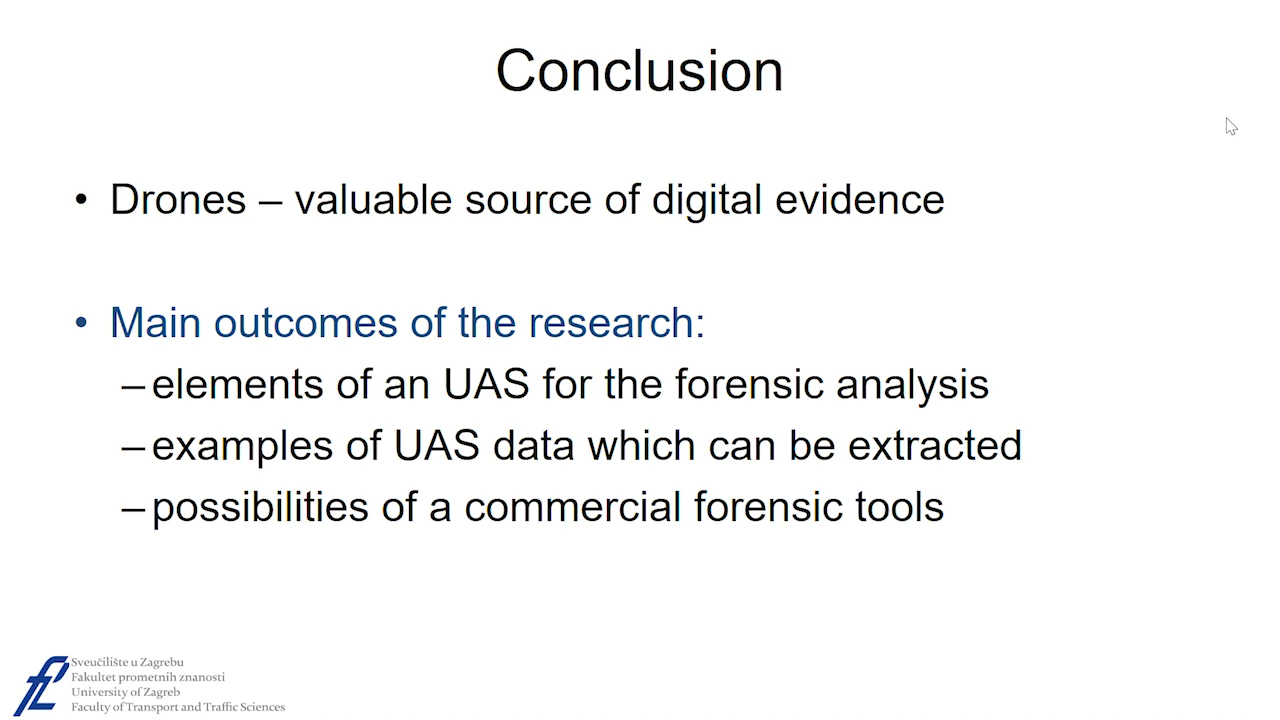 Conclusion
• Drones – valuable source of digital evidence
• Main outcomes of the research:
– elements of an UAS for the forensic analysis
– examples of UAS data which can be extracted
– possibilities of a commercial forensic tools
Sveučilište u Zagrebu
Fakultet prometnih znanosti
University of Zagreb
Faculty of Transport and Traffic Sciences